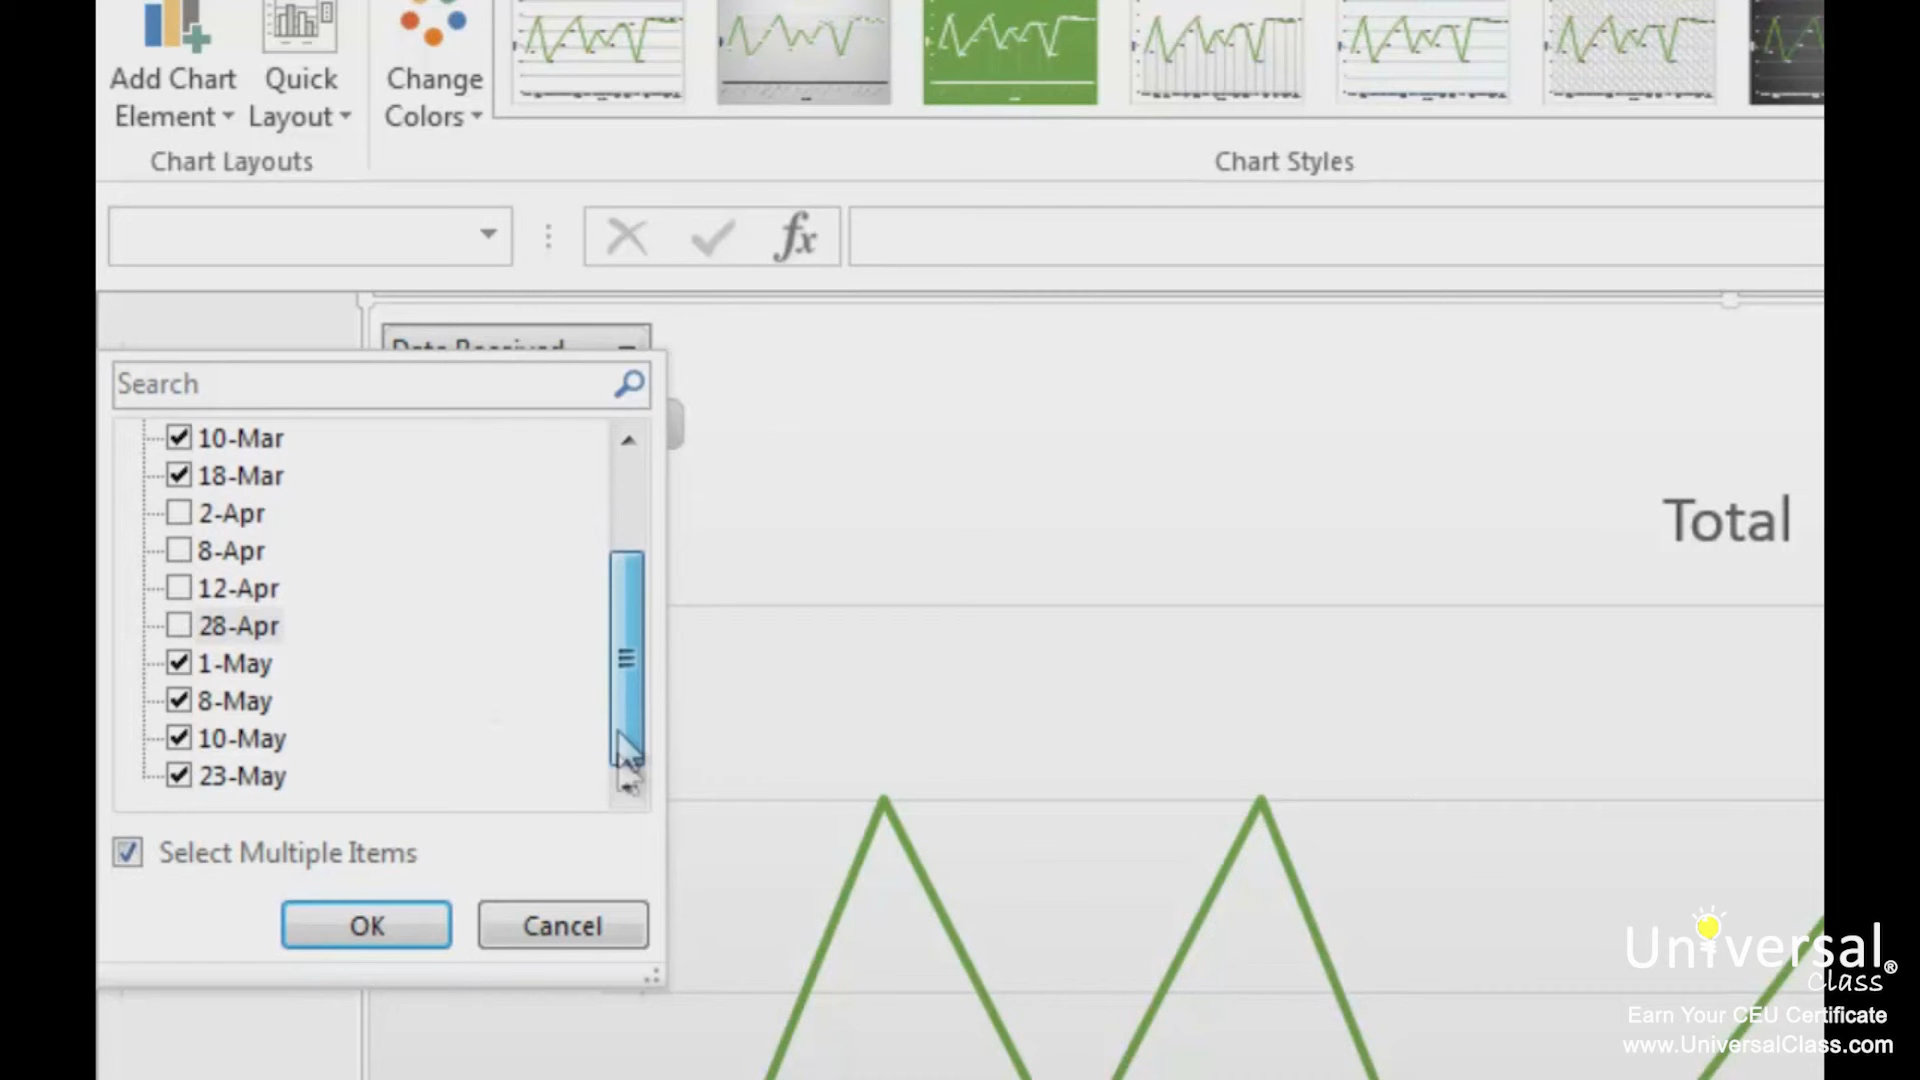 Add Chart
Element
Quick
Layout
Change
Colors
Chart Layouts
Chart Styles
fx
Date Received
Search
10-Mar
18-Mar
2-Apr
8-Apr
12-Apr
28-Apr
1-May
8-May
10-May
23-May
Select Multiple Items
OK
Cancel
Total
Universal
Class®
Earn Your CEU Certificate
www.UniversalClass.com